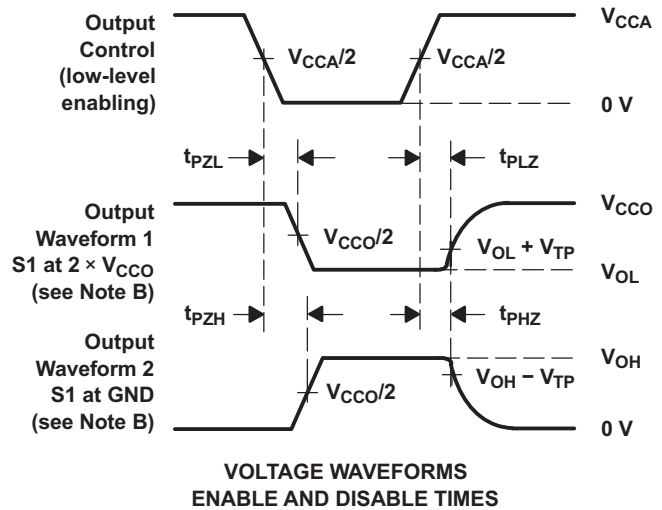 Output
Control
(low-level
enabling)
V_CCA/2
V_CCA/2
V_CCA
0 V
t_PZL
t_PLZ
Output
Waveform 1
S1 at 2 × V_CCO
(see Note B)
V_CCO/2
V_CCO
V_OL + V_TP
V_OL
t_PZH
t_PHZ
Output
Waveform 2
S1 at GND
(see Note B)
V_CCO/2
V_OH
V_OH − V_TP
0 V
VOLTAGE WAVEFORMS
ENABLE AND DISABLE TIMES